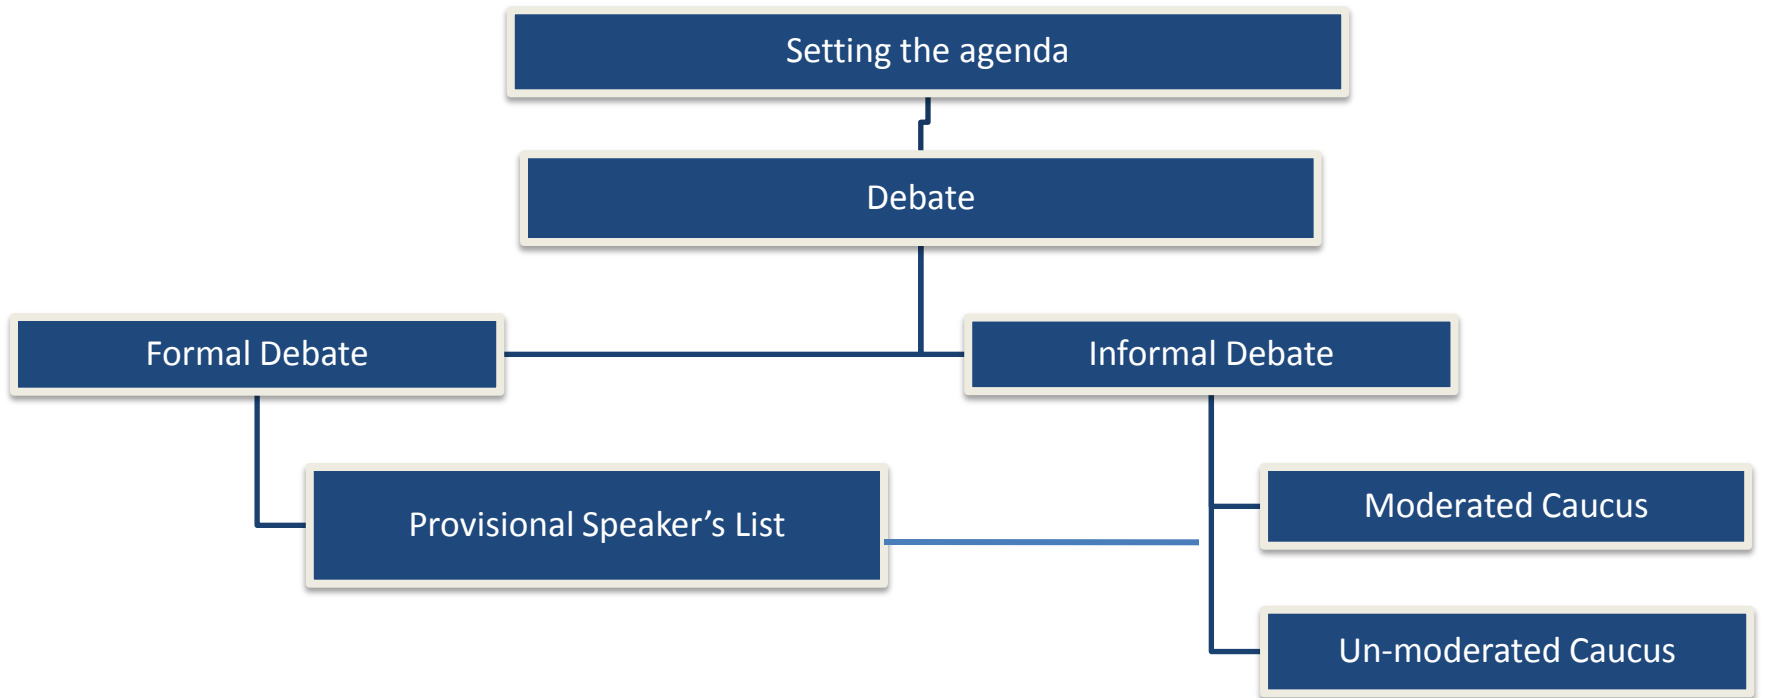 Setting the agenda
Debate
Formal Debate
Informal Debate
Provisional Speaker’s List
Moderated Caucus
Un-moderated Caucus